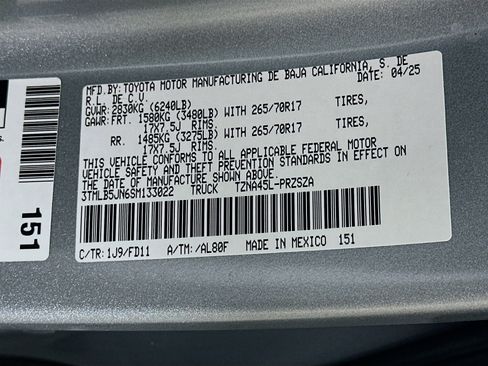 MFD.BY:TOYOTA MOTOR MANUFACTURING DE BAJA CALIFORNIA, S. DE
R.L. DE C.V. 04/25
GVWR: 2830KG (6240LB)
GAWR: FRT. 1580KG (3480LB) WITH 265/70R17 TIRES,
17X7.5J RIMS.
RR. 1485KG (3275LB) WITH 265/70R17 TIRES,
17X7.5J RIMS.
THIS VEHICLE CONFORMS TO ALL APPLICABLE FEDERAL MOTOR
VEHICLE SAFETY AND THEFT PREVENTION STANDARDS IN EFFECT ON
THE DATE OF MANUFACTURE SHOWN ABOVE.
3TMLB5JN6SM133022 TRUCK TZNA45L-PRZSZA
C/TR: 1J9/FD11 A/TM: /AL80F MADE IN MEXICO 151
151